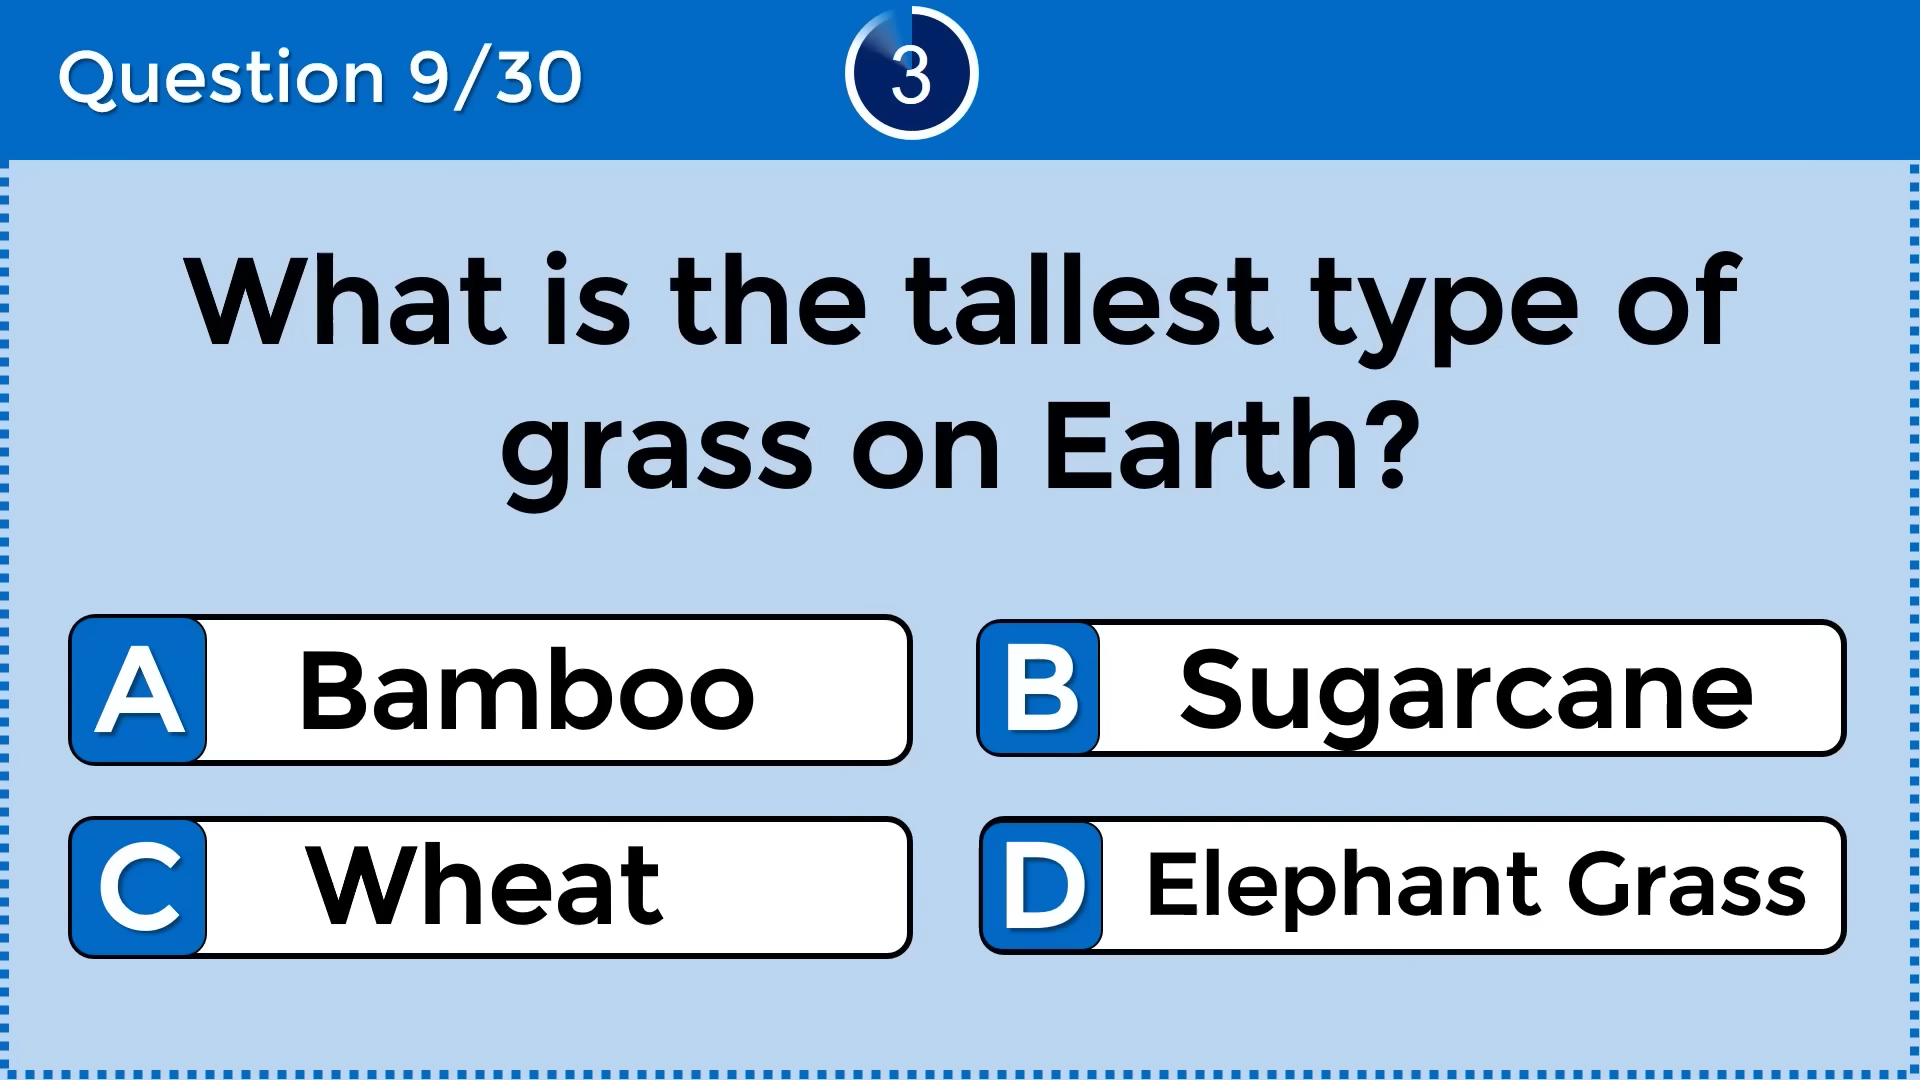 Question 9/30
3
What is the tallest type of
grass on Earth?
A Bamboo
B Sugarcane
C Wheat
D Elephant Grass